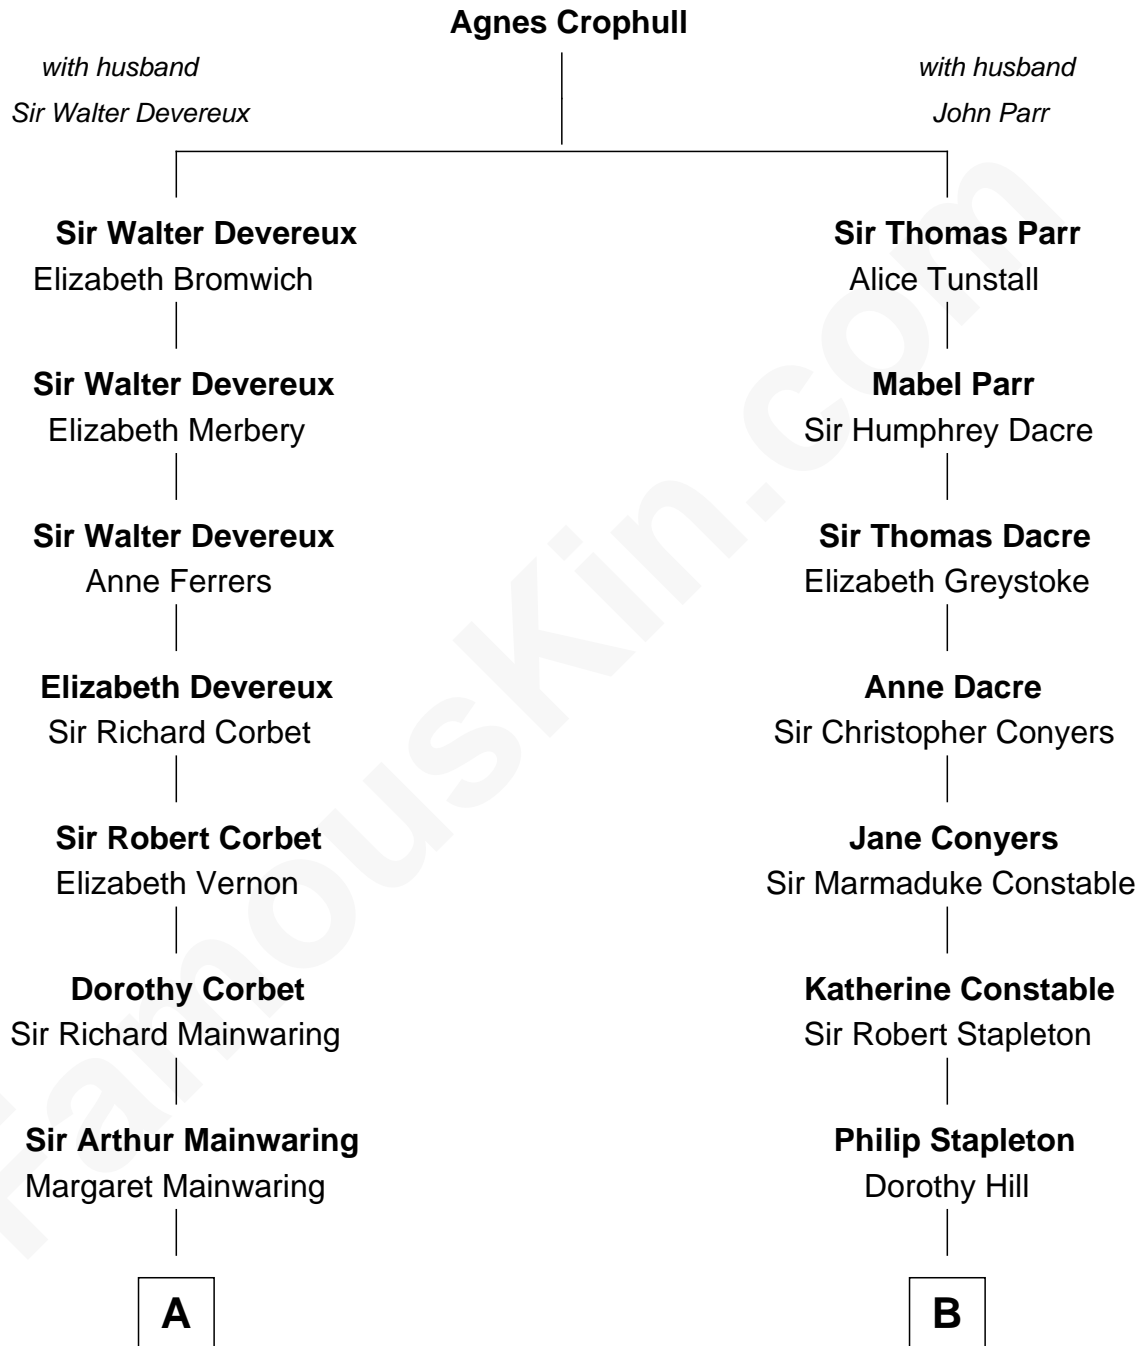 Agnes Crophull
with husband
Sir Walter Devereux
with husband
John Parr
Sir Walter Devereux
Elizabeth Bromwich
Sir Thomas Parr
Alice Tunstall
Sir Walter Devereux
Elizabeth Merbery
Mabel Parr
Sir Humphrey Dacre
Sir Walter Devereux
Anne Ferrers
Sir Thomas Dacre
Elizabeth Greystoke
Elizabeth Devereux
Sir Richard Corbet
Anne Dacre
Sir Christopher Conyers
Sir Robert Corbet
Elizabeth Vernon
Jane Conyers
Sir Marmaduke Constable
Dorothy Corbet
Sir Richard Mainwaring
Katherine Constable
Sir Robert Stapleton
Sir Arthur Mainwaring
Margaret Mainwaring
Philip Stapleton
Dorothy Hill
A
B
FamousKin.com